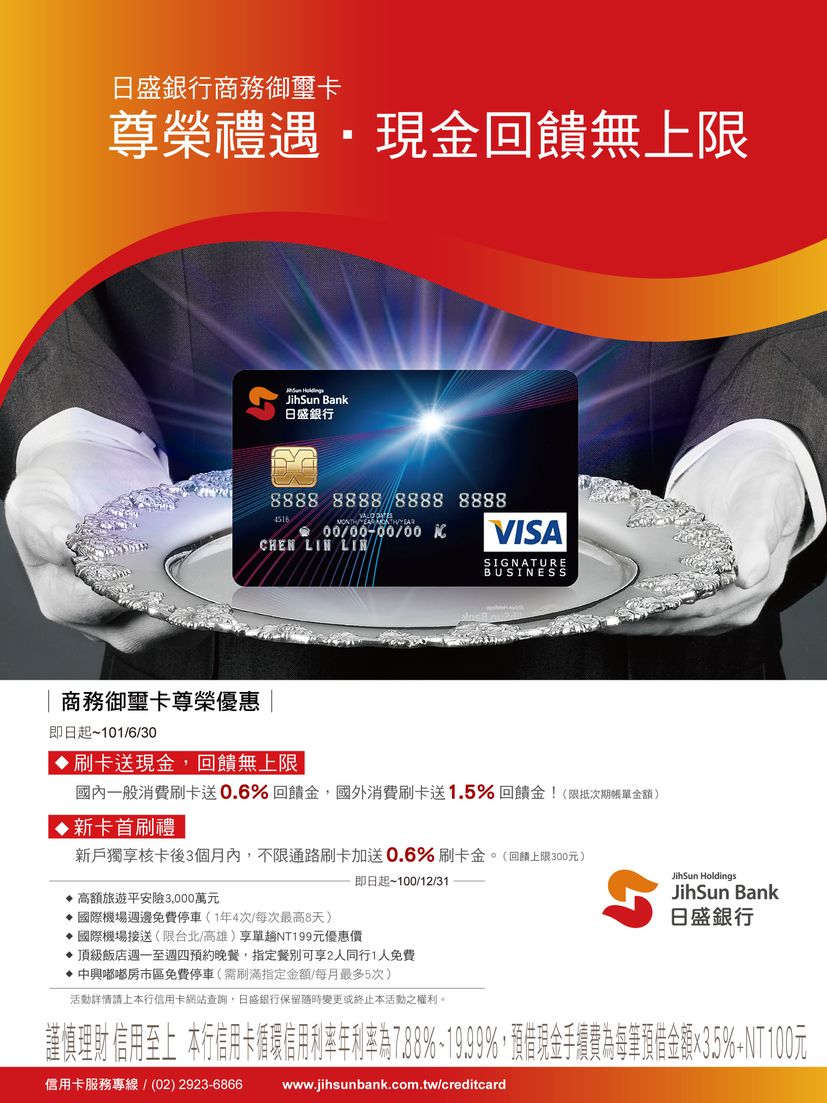 日盛銀行商務御璽卡
尊榮禮遇・現金回饋無上限
JihSun Holdings
JihSun Bank
日盛銀行
8888 8888 8888 8888
4516
VALID DATES
MONTH/YEAR MONTH/YEAR
00/00-00/00
CHEN LIN LIN
VISA
SIGNATURE
BUSINESS
商務御璽卡尊榮優惠
即日起~101/6/30
◆刷卡送現金，回饋無上限
國內一般消費刷卡送 0.6% 回饋金，國外消費刷卡送 1.5% 回饋金！（限抵次期帳單金額）
◆新卡首刷禮
新戶獨享核卡後3個月內，不限通路刷卡加送 0.6% 刷卡金。（回饋上限300元）
即日起~100/12/31
◆ 高額旅遊平安險3,000萬元
◆ 國際機場週邊免費停車（1年4次/每次最高8天）
◆ 國際機場接送（限台北/高雄）享單趟NT199元優惠價
◆ 頂級飯店週一至週四預約晚餐，指定餐別可享2人同行1人免費
◆ 中興嘟嘟房市區免費停車（需刷滿指定金額/每月最多5次）
活動詳情請上本行信用卡網站查詢，日盛銀行保留隨時變更或終止本活動之權利。
JihSun Holdings
JihSun Bank
日盛銀行
謹慎理財 信用至上 本行信用卡循環信用利率年利率為7.88%~19.99%，預借現金手續費為每筆預借金額×3.5%+NT100元
信用卡服務專線 / (02) 2923-6866 www.jihsunbank.com.tw/creditcard